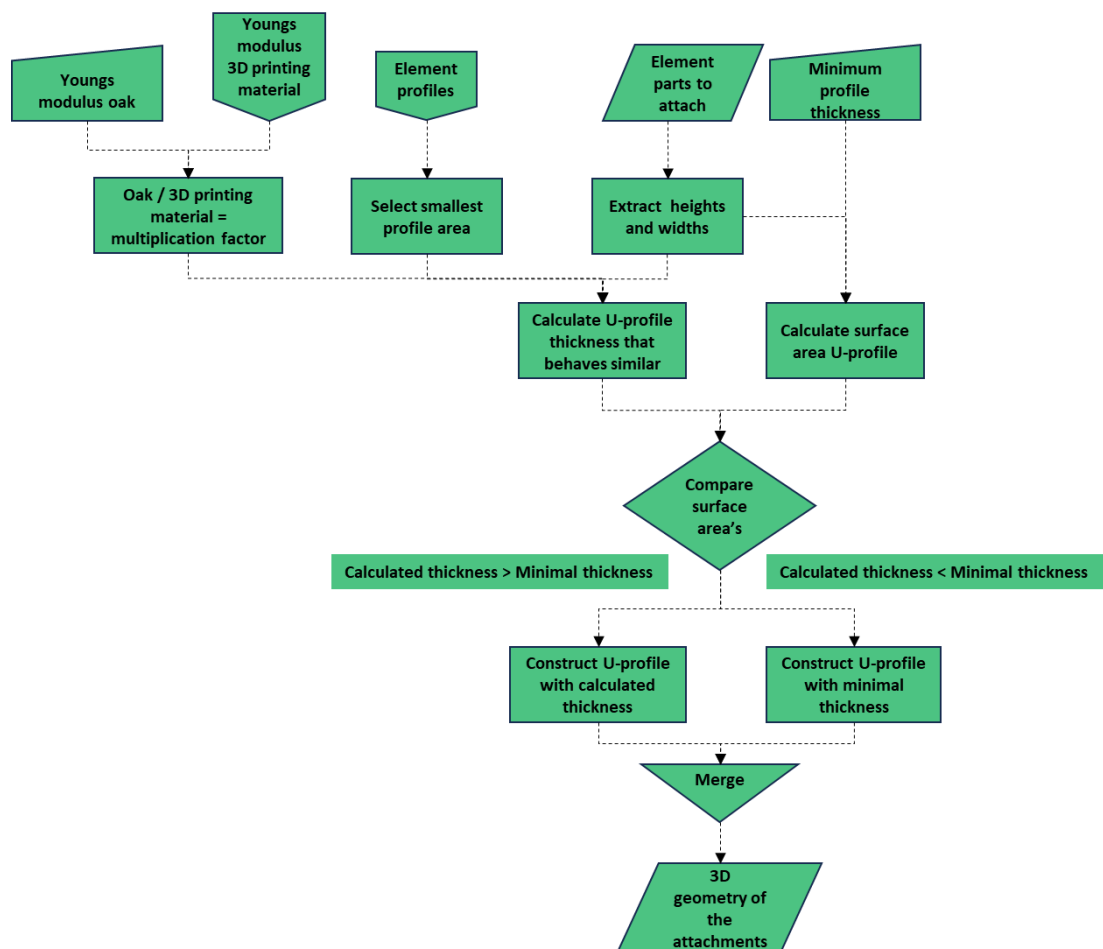 Youngs
modulus oak
Youngs
modulus
3D printing
material
Element
profiles
Element
parts to
attach
Minimum
profile
thickness
Oak / 3D printing
material =
multiplication factor
Select smallest
profile area
Extract heights
and widths
Calculate U-profile
thickness that
behaves similar
Calculate surface
area U-profile
Compare
surface
area’s
Calculated thickness > Minimal thickness
Calculated thickness < Minimal thickness
Construct U-profile
with calculated
thickness
Construct U-profile
with minimal
thickness
Merge
3D
geometry of
the
attachments